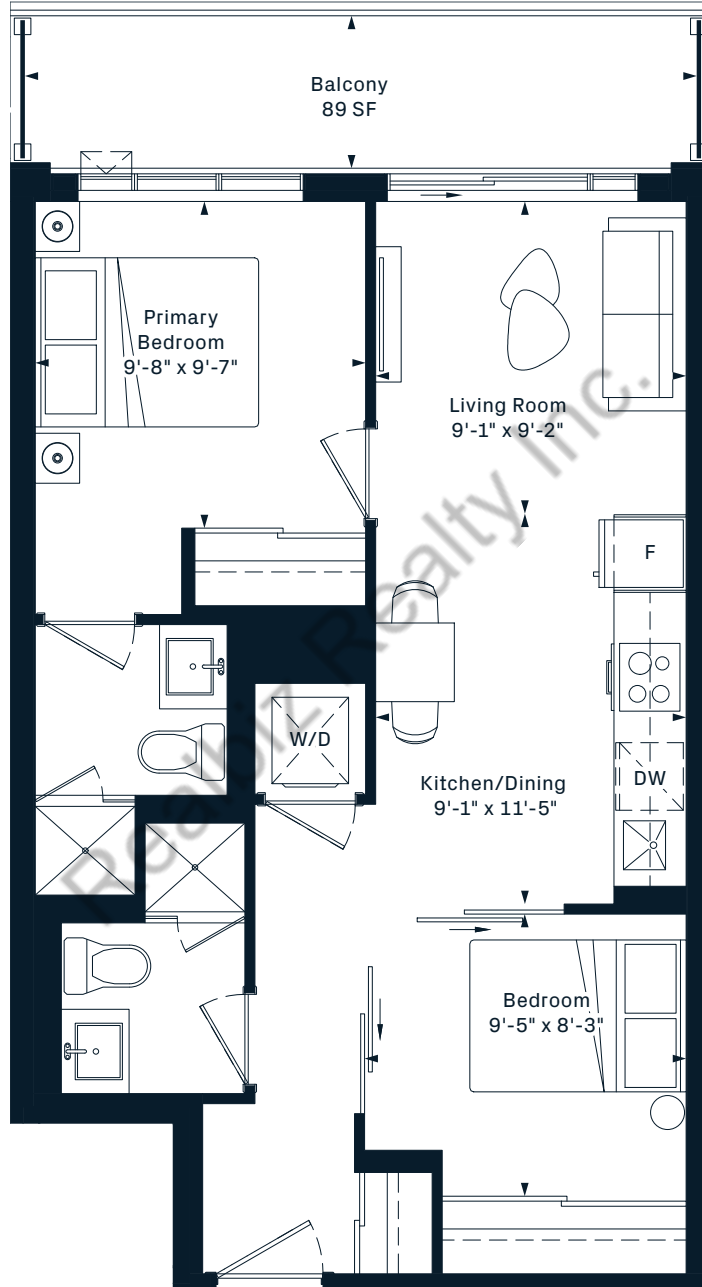 Balcony
89 SF
Primary
Bedroom
9'-8" x 9'-7"
Living Room
9'-1" x 9'-2"
F
W/D
Kitchen/Dining
9'-1" x 11'-5"
DW
Bedroom
9'-5" x 8'-3"
Realbiz Realty Inc.